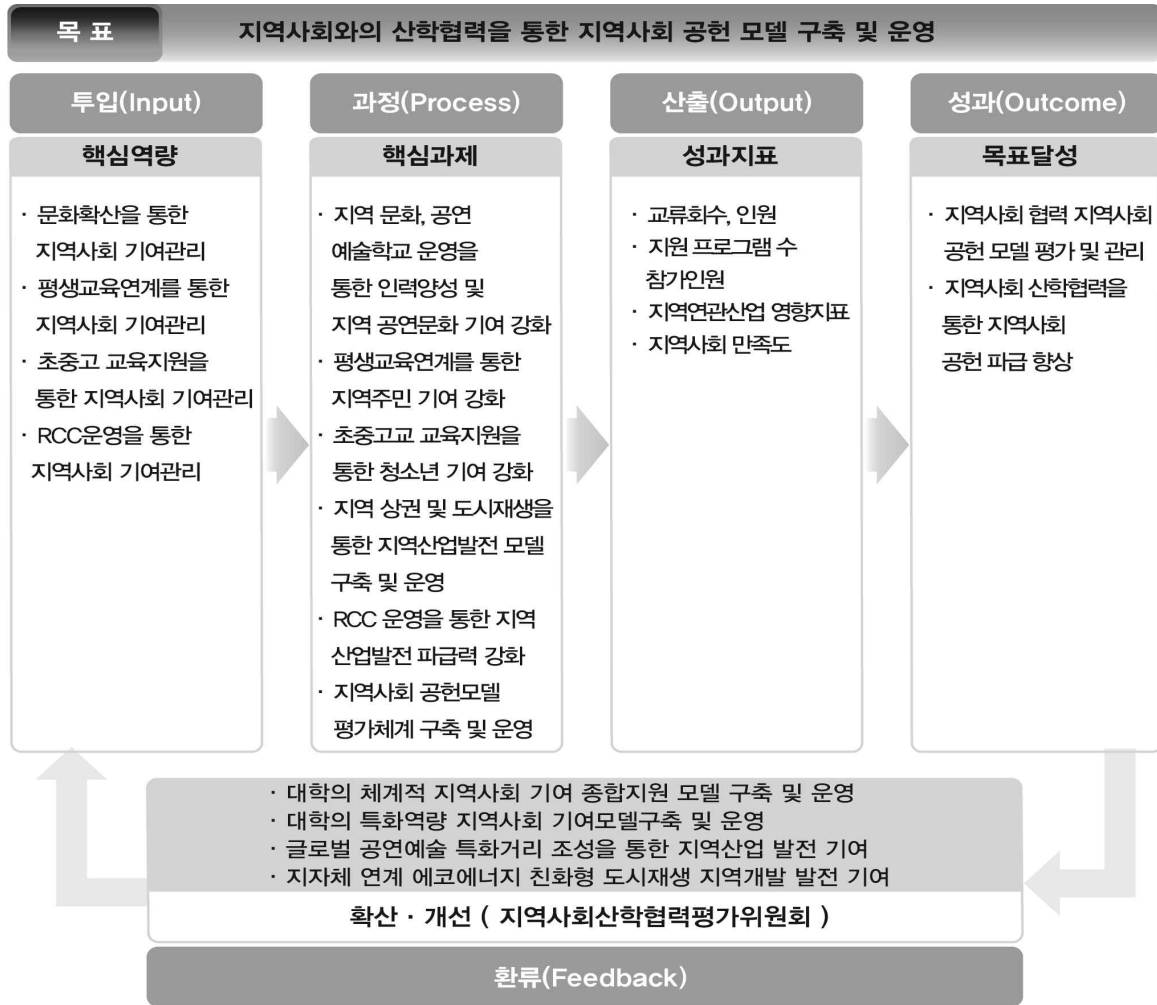 목 표
지역사회와의 산학협력을 통한 지역사회 공헌 모델 구축 및 운영
투입(Input)
핵심역량
· 문화확산을 통한
지역사회 기여관리
· 평생교육연계를 통한
지역사회 기여관리
· 초중고 교육지원을
통한 지역사회 기여관리
· RCC운영을 통한
지역사회 기여관리
과정(Process)
핵심과제
· 지역 문화, 공연
예술학교 운영을
통한 인력양성 및
지역 공연문화 기여 강화
· 평생교육연계를 통한
지역주민 기여 강화
· 초중고교 교육지원을
통한 청소년 기여 강화
· 지역 상권 및 도시재생을
통한 지역산업발전 모델
구축 및 운영
· RCC 운영을 통한 지역
산업발전 파급력 강화
· 지역사회 공헌모델
평가체계 구축 및 운영
산출(Output)
성과지표
· 교류회수, 인원
· 지원 프로그램 수
참가인원
· 지역연관산업 영향지표
· 지역사회 만족도
성과(Outcome)
목표달성
· 지역사회 협력 지역사회
공헌 모델 평가 및 관리
· 지역사회 산학협력을
통한 지역사회
공헌 파급 향상
· 대학의 체계적 지역사회 기여 종합지원 모델 구축 및 운영
· 대학의 특화역량 지역사회 기여모델구축 및 운영
· 글로벌 공연예술 특화거리 조성을 통한 지역산업 발전 기여
· 지자체 연계 에코에너지 친화형 도시재생 지역개발 발전 기여
확산 · 개선 ( 지역사회산학협력평가위원회 )
환류(Feedback)